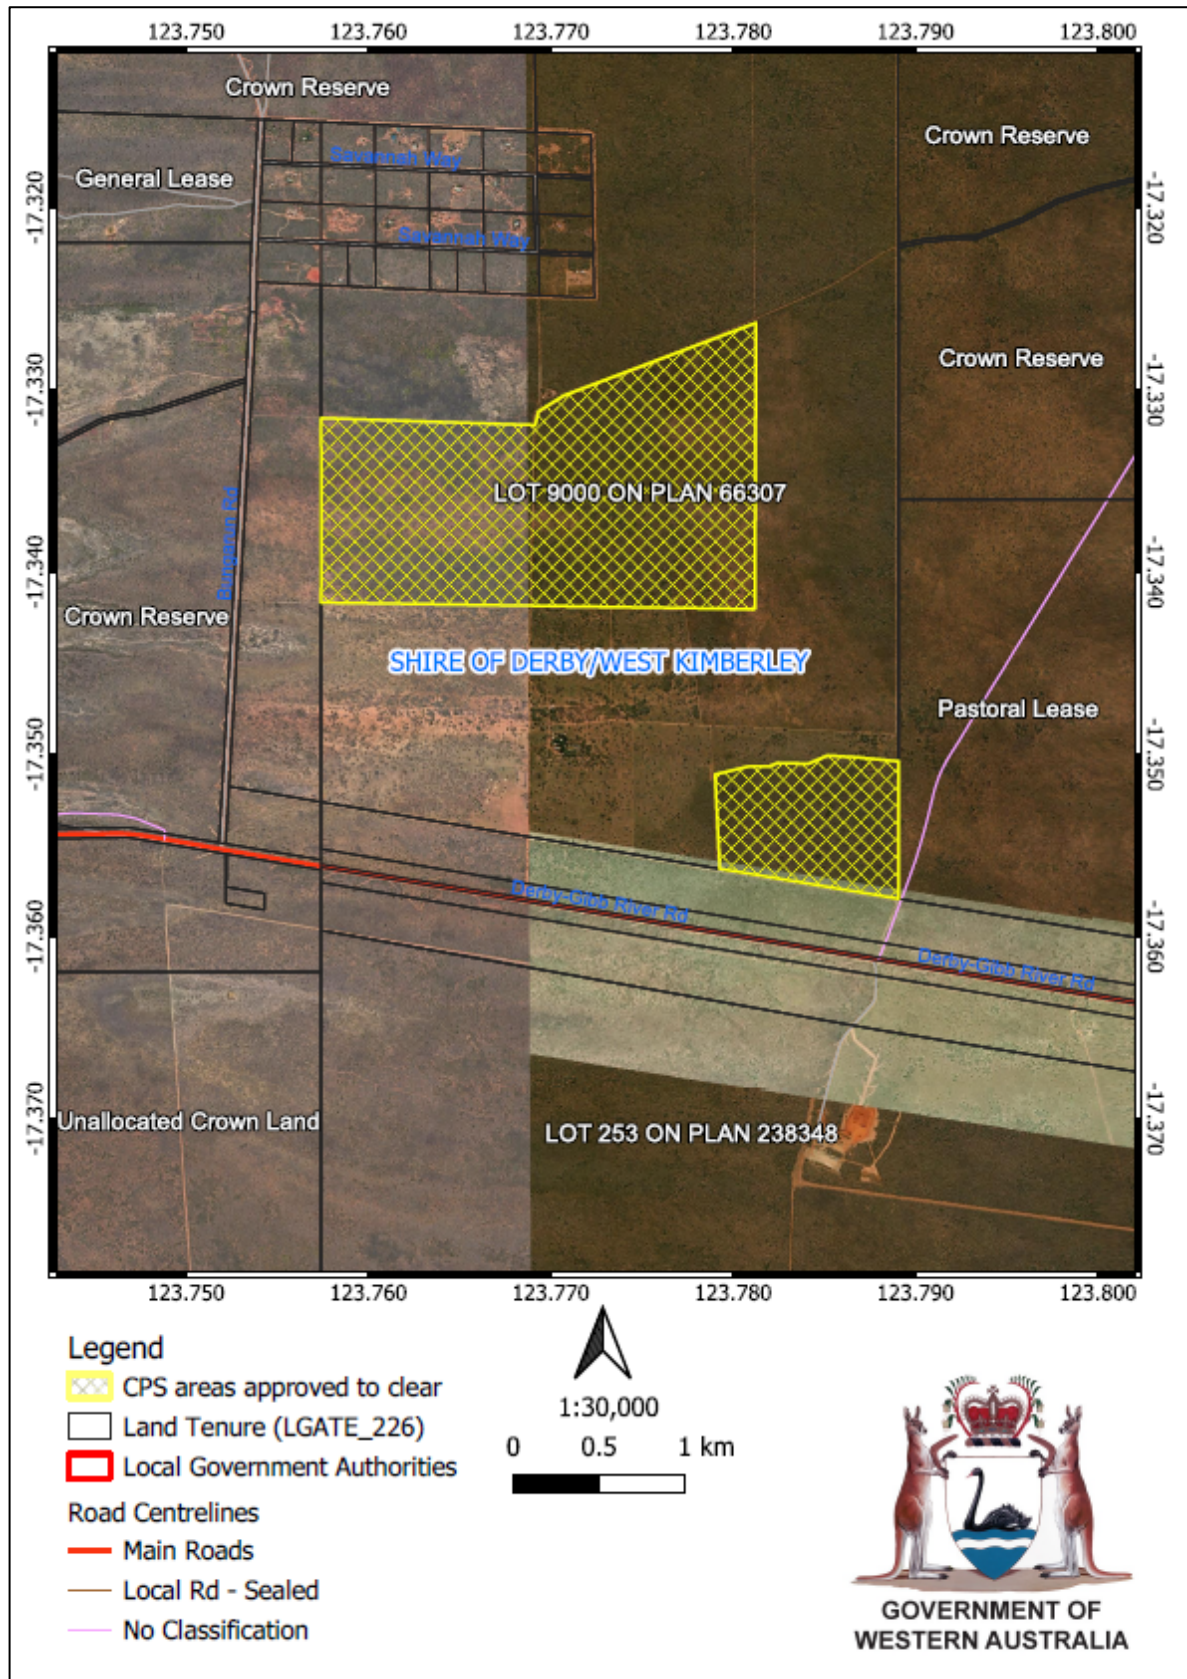 123.750 123.760 123.770 123.780 123.790 123.800
Crown Reserve
Crown Reserve
Savannah Way
General Lease
-17.320
-17.320
Savannah Way
Crown Reserve
-17.330
-17.330
LOT 9000 ON PLAN 66307
Bungarun Rd
-17.340
-17.340
Crown Reserve
SHIRE OF DERBY/WEST KIMBERLEY
Pastoral Lease
-17.350
-17.350
Derby-Gibb River Rd
-17.360
-17.360
Derby-Gibb River Rd
-17.370
-17.370
Unallocated Crown Land
LOT 253 ON PLAN 238348
123.750 123.760 123.770 123.780 123.790 123.800
Legend
CPS areas approved to clear
Land Tenure (LGATE_226)
Local Government Authorities
Road Centrelines
Main Roads
Local Rd - Sealed
No Classification
1:30,000
0 0.5 1 km
GOVERNMENT OF
WESTERN AUSTRALIA